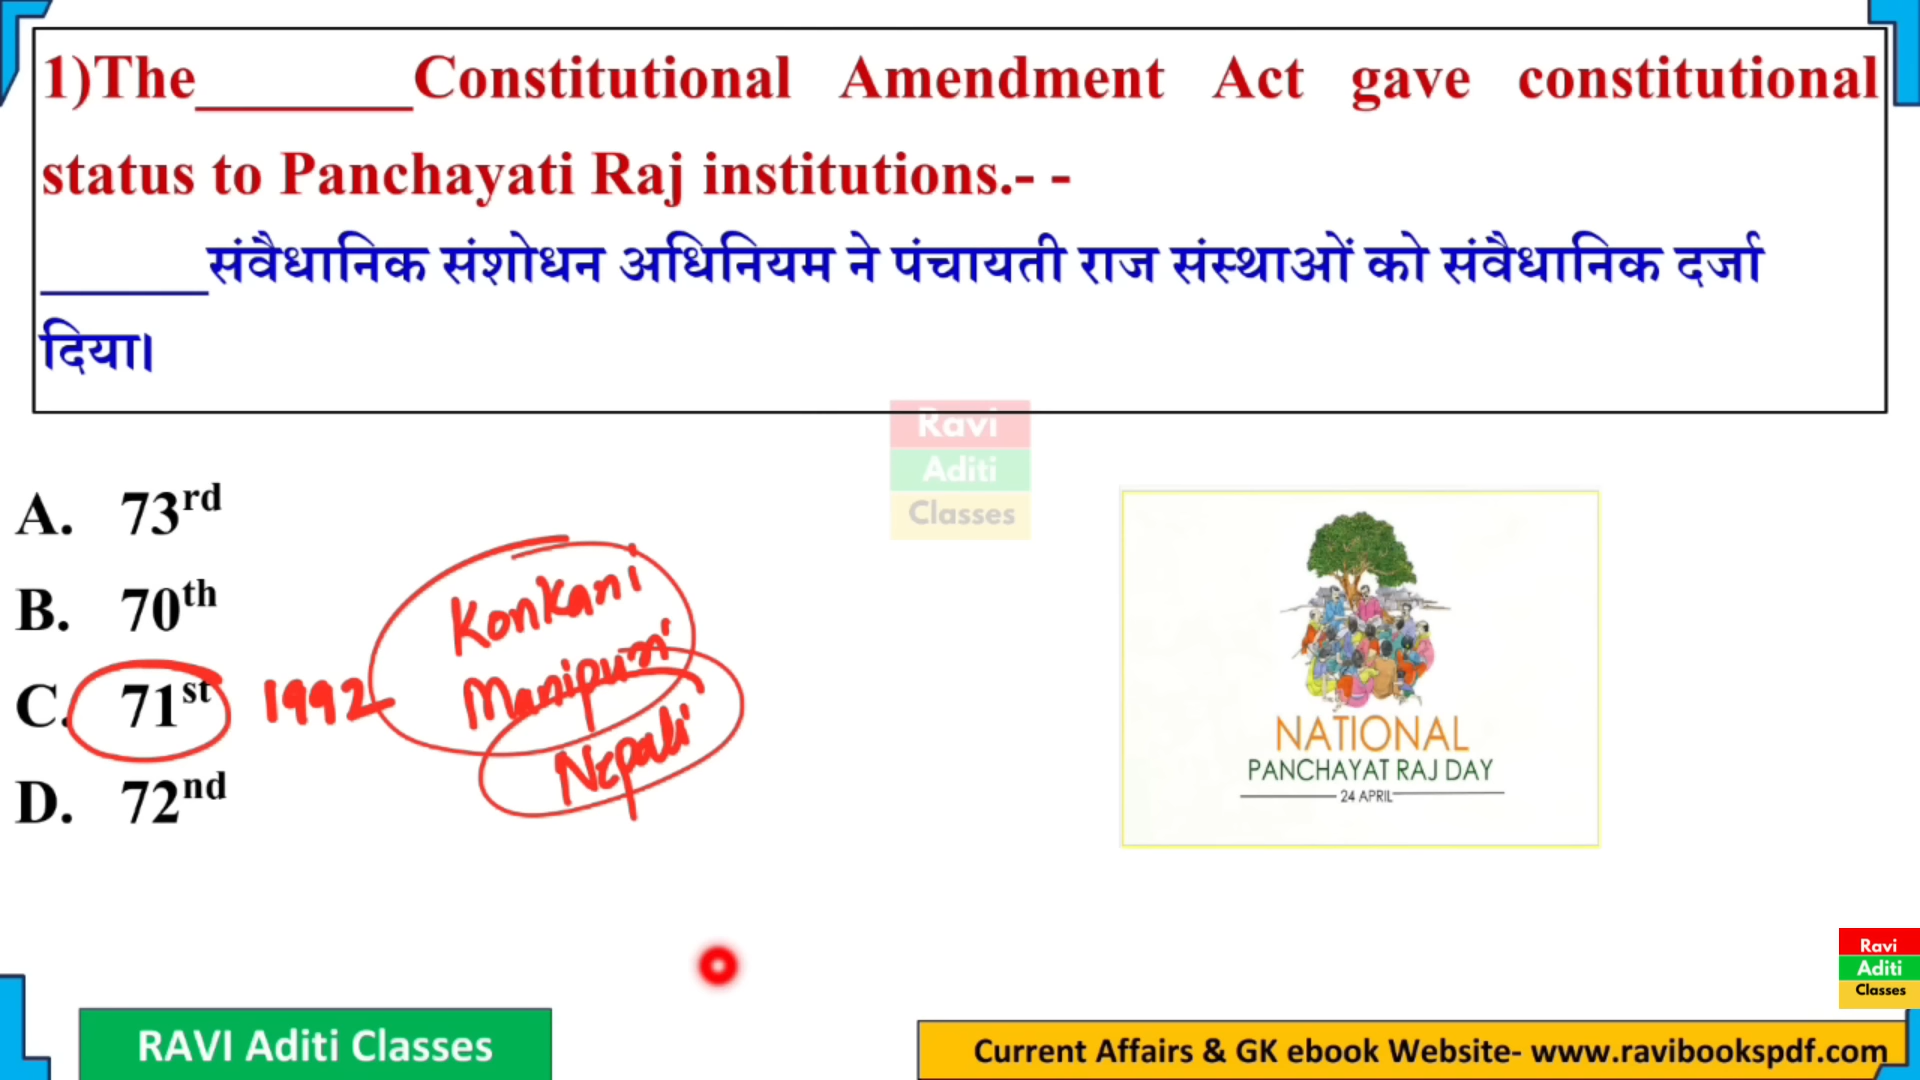 1)The_______Constitutional Amendment Act gave constitutional
status to Panchayati Raj institutions.- -
______संवैधानिक संशोधन अधिनियम ने पंचायती राज संस्थाओं को संवैधानिक दर्जा
दिया।
Ravi
Aditi
Classes
A. 73rd
B. 70th
C. 71st 1992
D. 72nd
Konkani
Manipuri
Nepali
NATIONAL
PANCHAYAT RAJ DAY
24 APRIL
Ravi
Aditi
Classes
RAVI Aditi Classes
Current Affairs & GK ebook Website- www.ravibookspdf.com